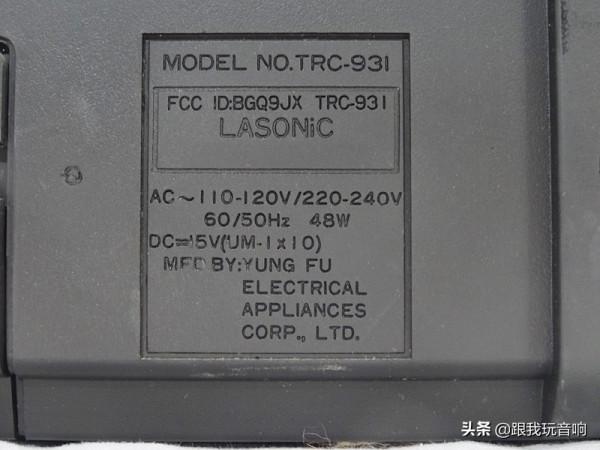 MODEL NO.TRC-931
FCC ID:BGQ9JX TRC-931
LASONiC
AC～110-120V/220-240V
60/50Hz 48W
DC=15V(UM-1x10)
MFD BY:YUNG FU
ELECTRICAL
APPLIANCES
CORP., LTD.
头条 @跟我玩音响